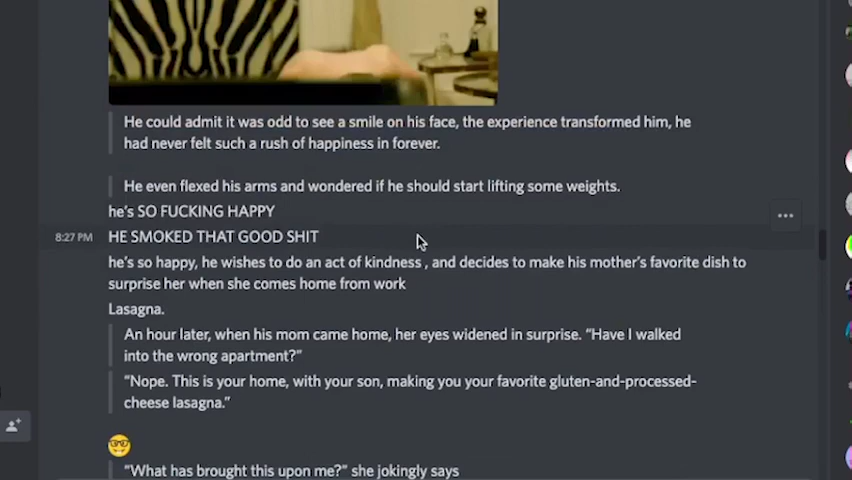 He could admit it was odd to see a smile on his face, the experience transformed him, he
had never felt such a rush of happiness in forever.
He even flexed his arms and wondered if he should start lifting some weights.
he's SO FUCKING HAPPY
8:27 PM HE SMOKED THAT GOOD SHIT
he's so happy, he wishes to do an act of kindness , and decides to make his mother's favorite dish to
surprise her when she comes home from work
Lasagna.
An hour later, when his mom came home, her eyes widened in surprise. “Have I walked
into the wrong apartment?”
“Nope. This is your home, with your son, making you your favorite gluten-and-processed-
cheese lasagna.”
🤓
“What has brought this upon me?” she jokingly says